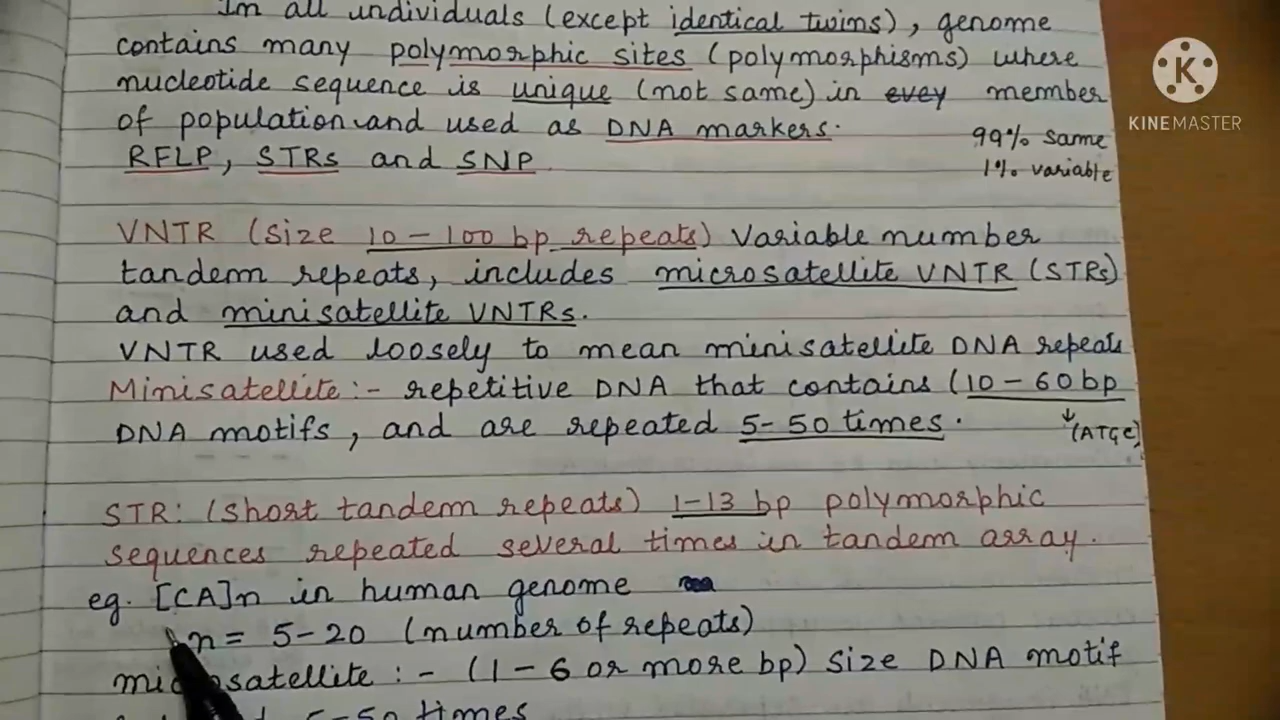 In all individuals (except identical twins), genome
contains many polymorphic sites (polymorphisms) where
nucleotide sequence is unique (not same) in evey member
of population and used as DNA markers.
RFLP, STRs and SNP
99% same
1% variable
KINEMASTER
VNTR (size 10-100 bp repeats) Variable number
tandem repeats, includes microsatellite VNTR (STRs)
and minisatellite VNTRs.
VNTR used loosely to mean minisatellite DNA repeats
Minisatellite:- repetitive DNA that contains (10-60 bp
DNA motifs, and are repeated 5-50 times.
(ATGC)
STR: (Short tandem repeats) 1-13 bp polymorphic
sequences repeated several times in tandem array.
eg. [CA]n in human genome
n = 5-20 (number of repeats)
microsatellite:- (1-6 or more bp) size DNA motif
5-50 times